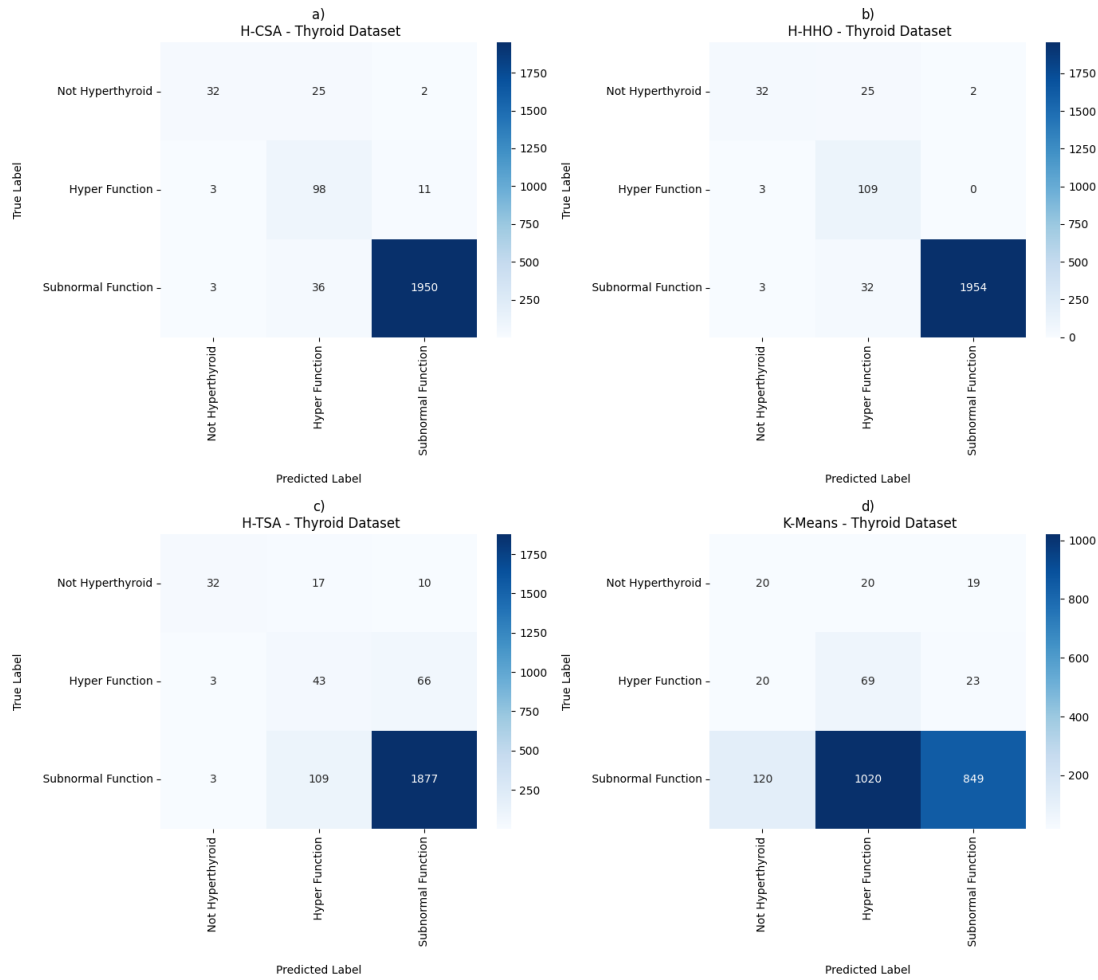 a)
H-CSA - Thyroid Dataset
True Label
Not Hyperthyroid
32 25 2
Hyper Function
3 98 11
Subnormal Function
3 36 1950
1750
1500
1250
1000
750
500
250
Not Hyperthyroid
Hyper Function
Subnormal Function
Predicted Label
b)
H-HHO - Thyroid Dataset
True Label
Not Hyperthyroid
32 25 2
Hyper Function
3 109 0
Subnormal Function
3 32 1954
1750
1500
1250
1000
750
500
250
0
Not Hyperthyroid
Hyper Function
Subnormal Function
Predicted Label
c)
H-TSA - Thyroid Dataset
True Label
Not Hyperthyroid
32 17 10
Hyper Function
3 43 66
Subnormal Function
3 109 1877
1750
1500
1250
1000
750
500
250
Not Hyperthyroid
Hyper Function
Subnormal Function
Predicted Label
d)
K-Means - Thyroid Dataset
True Label
Not Hyperthyroid
20 20 19
Hyper Function
20 69 23
Subnormal Function
120 1020 849
1000
800
600
400
200
Not Hyperthyroid
Hyper Function
Subnormal Function
Predicted Label